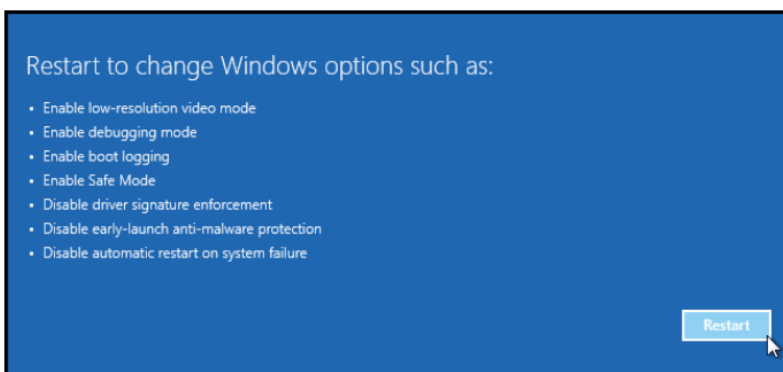 Restart to change Windows options such as:
• Enable low-resolution video mode
• Enable debugging mode
• Enable boot logging
• Enable Safe Mode
• Disable driver signature enforcement
• Disable early-launch anti-malware protection
• Disable automatic restart on system failure
Restart